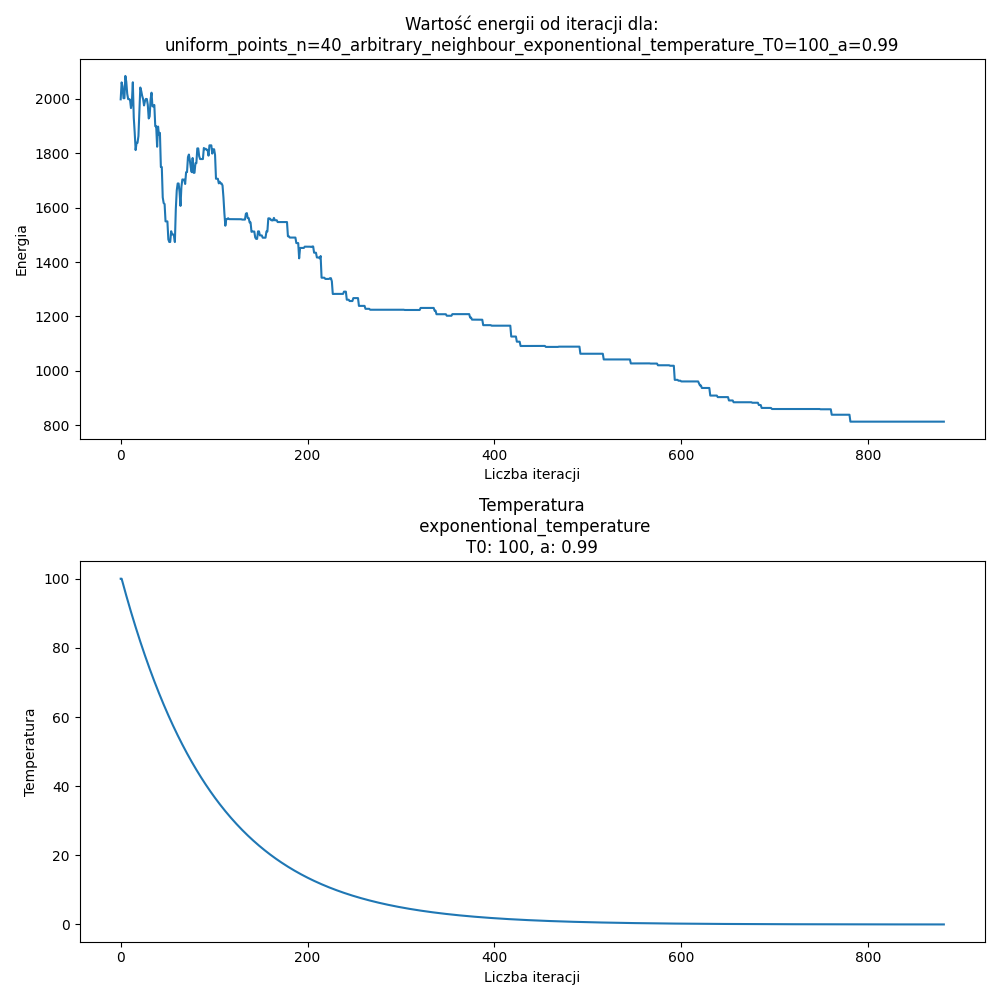 Wartość energii od iteracji dla:
uniform_points_n=40_arbitrary_neighbour_exponentional_temperature_T0=100_a=0.99
2000
1800
1600
1400
1200
1000
800
Energia
0 200 400 600 800
Liczba iteracji
Temperatura
exponentional_temperature
T0: 100, a: 0.99
100
80
60
40
20
0
Temperatura
0 200 400 600 800
Liczba iteracji